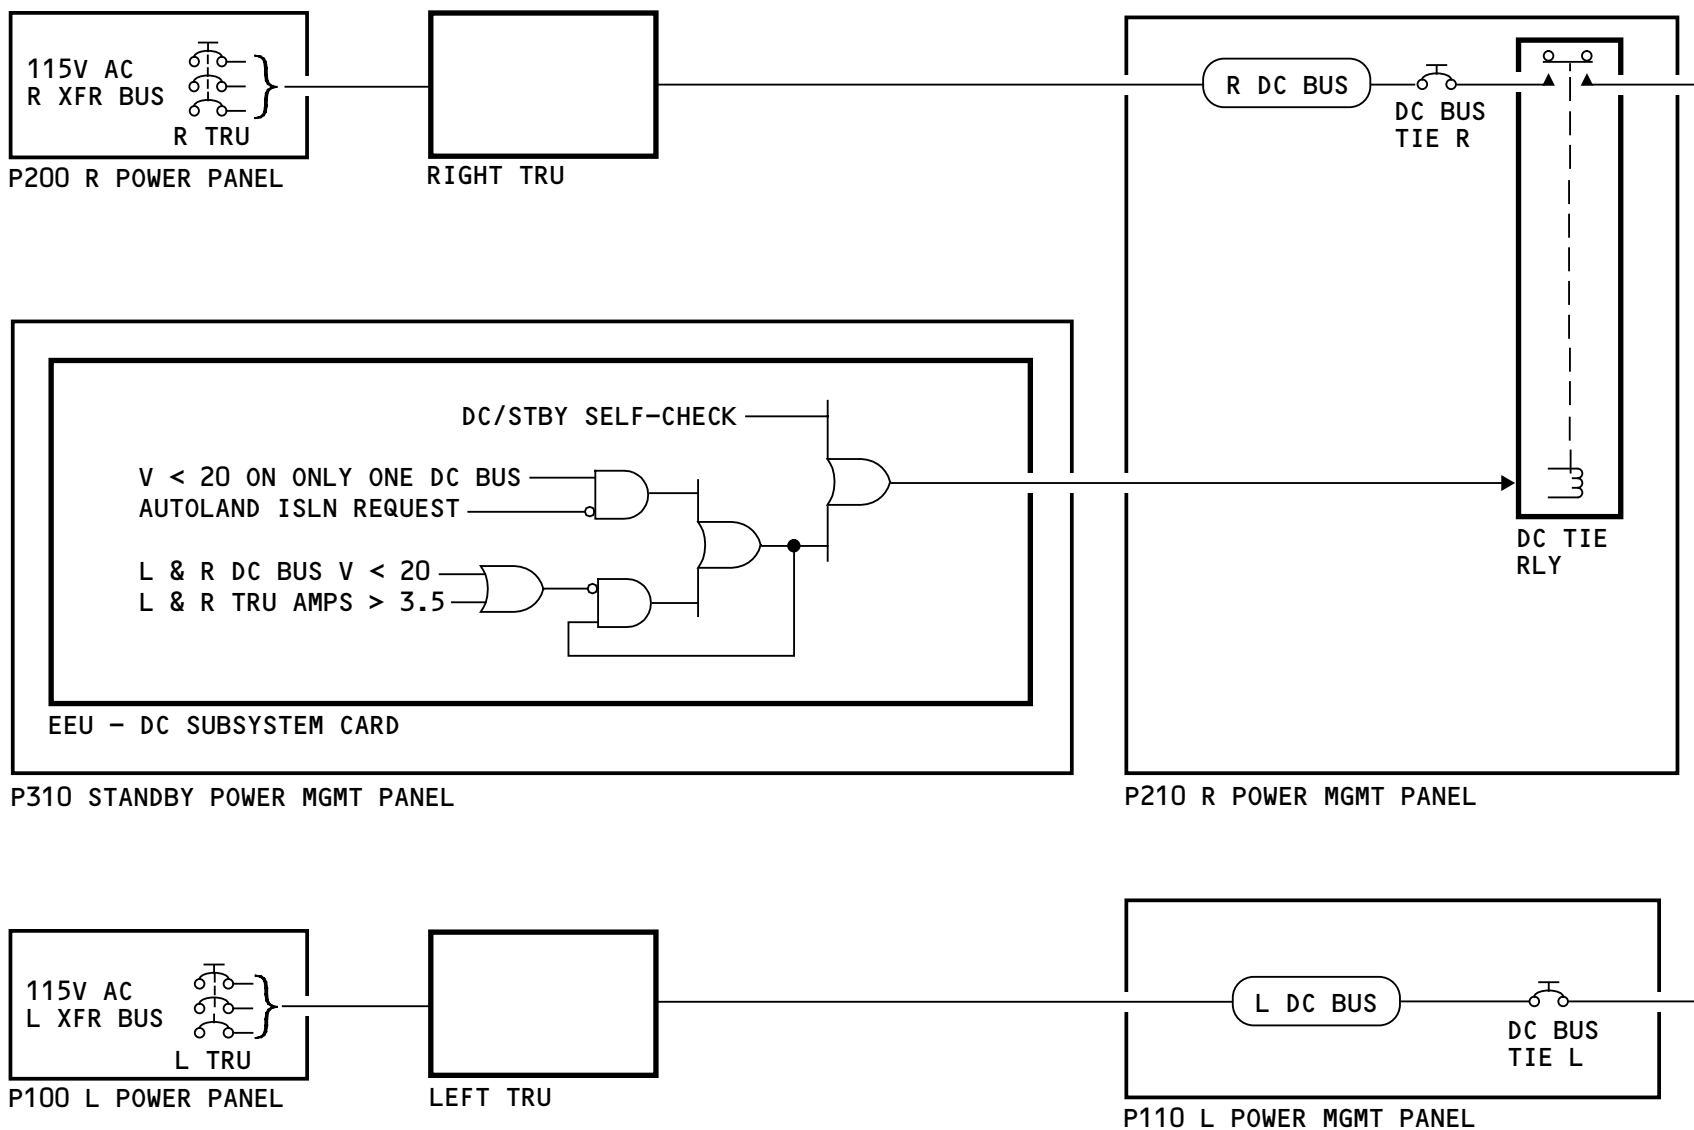 115V AC
R XFR BUS
R TRU
P200 R POWER PANEL
RIGHT TRU
R DC BUS
DC BUS
TIE R
DC/STBY SELF-CHECK
V < 20 ON ONLY ONE DC BUS
AUTOLAND ISLN REQUEST
L & R DC BUS V < 20
L & R TRU AMPS > 3.5
DC TIE
RLY
EEU - DC SUBSYSTEM CARD
P310 STANDBY POWER MGMT PANEL
P210 R POWER MGMT PANEL
115V AC
L XFR BUS
L TRU
P100 L POWER PANEL
LEFT TRU
L DC BUS
DC BUS
TIE L
P110 L POWER MGMT PANEL